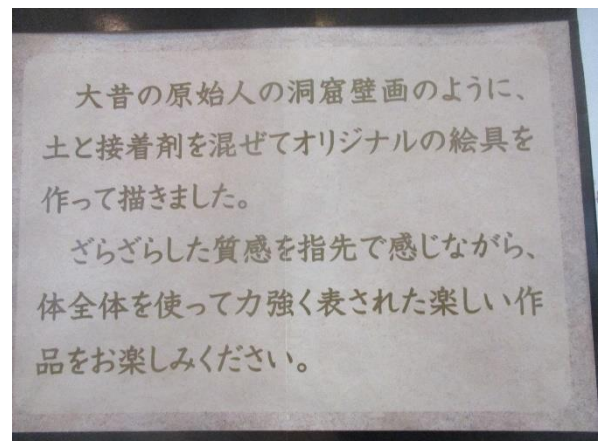 大昔の原始人の洞窟壁画のように、
土と接着剤を混ぜてオリジナルの絵具を
作って描きました。
ざらざらした質感を指先で感じながら、
体全体を使って力強く表された楽しい作
品をお楽しみください。